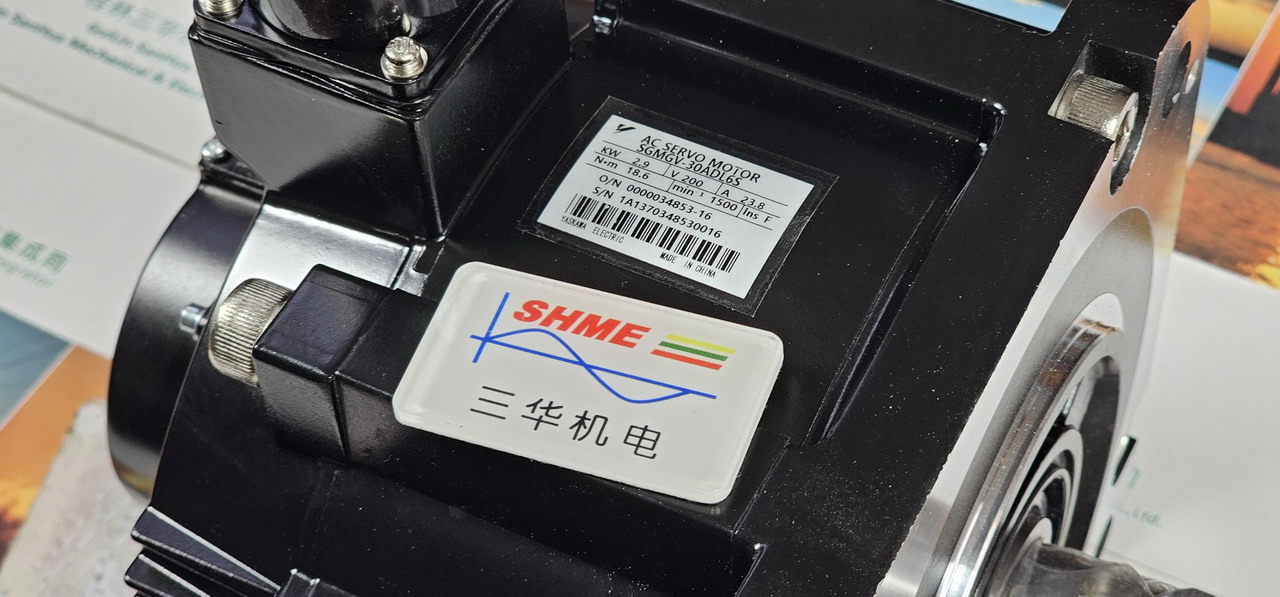 AC SERVO MOTOR
SGMGV-30ADL6S
KW 2.9 V 200 A 23.8
N•m 18.6 min⁻¹ 1500 Ins F
O/N 0000034853-16
S/N 1A1370348530016
YASKAWA ELECTRIC MADE IN CHINA
SHME
三华机电